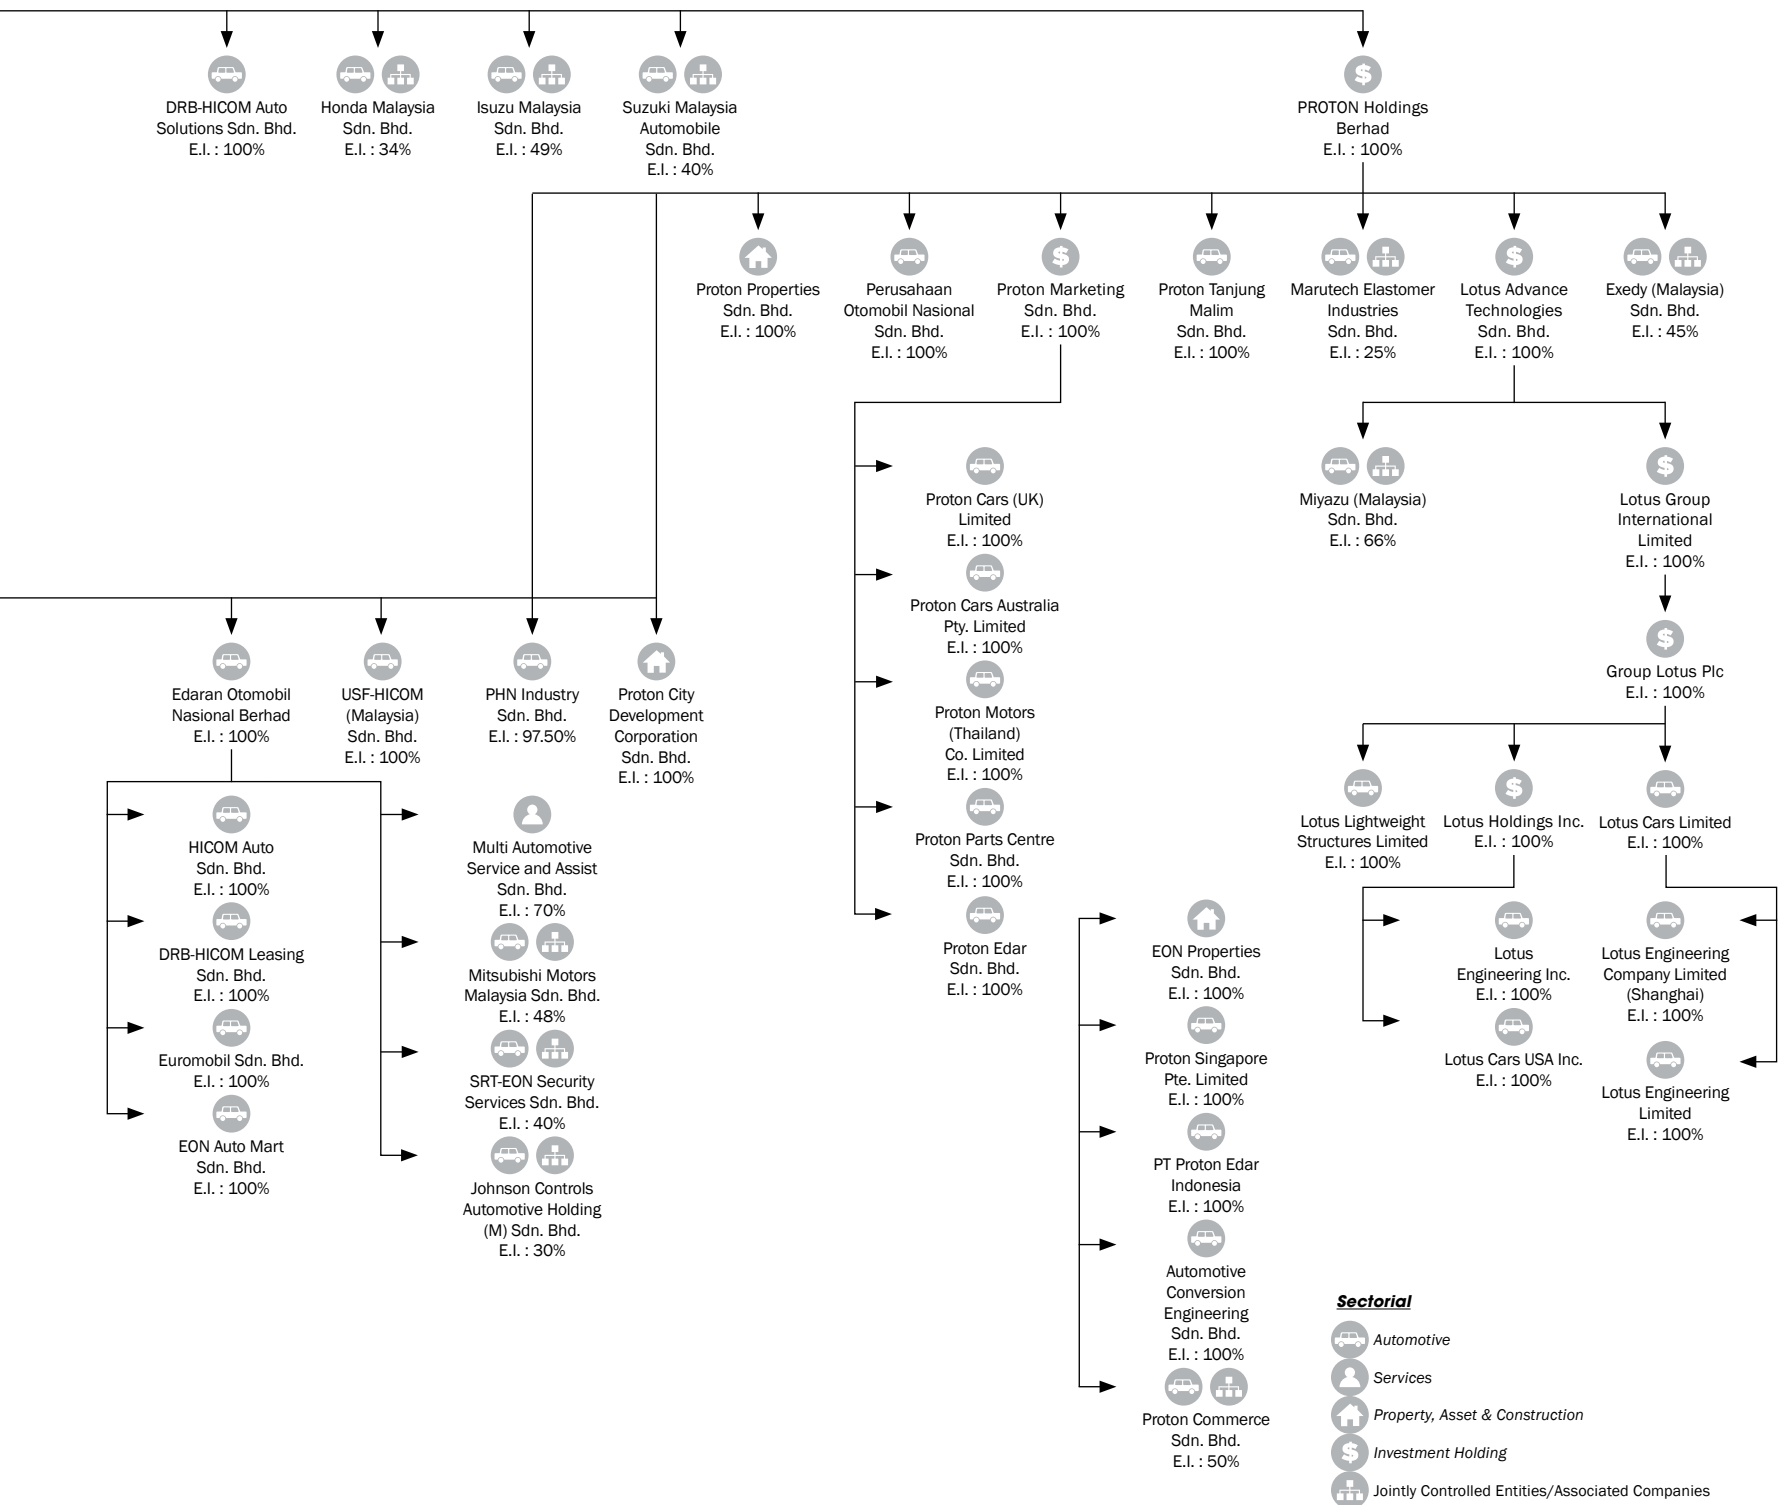 DRB-HICOM Auto
Solutions Sdn. Bhd.
E.I. : 100%
Honda Malaysia
Sdn. Bhd.
E.I. : 34%
Isuzu Malaysia
Sdn. Bhd.
E.I. : 49%
Suzuki Malaysia
Automobile
Sdn. Bhd.
E.I. : 40%
$
PROTON Holdings
Berhad
E.I. : 100%
Proton Properties
Sdn. Bhd.
E.I. : 100%
Perusahaan
Otomobil Nasional
Sdn. Bhd.
E.I. : 100%
$
Proton Marketing
Sdn. Bhd.
E.I. : 100%
Proton Tanjung
Malim
Sdn. Bhd.
E.I. : 100%
Marutech Elastomer
Industries
Sdn. Bhd.
E.I. : 25%
$
Lotus Advance
Technologies
Sdn. Bhd.
E.I. : 100%
Exedy (Malaysia)
Sdn. Bhd.
E.I. : 45%
Proton Cars (UK)
Limited
E.I. : 100%
Proton Cars Australia
Pty. Limited
E.I. : 100%
Proton Motors
(Thailand)
Co. Limited
E.I. : 100%
Proton Parts Centre
Sdn. Bhd.
E.I. : 100%
Proton Edar
Sdn. Bhd.
E.I. : 100%
Miyazu (Malaysia)
Sdn. Bhd.
E.I. : 66%
$
Lotus Group
International
Limited
E.I. : 100%
$
Group Lotus Plc
E.I. : 100%
Edaran Otomobil
Nasional Berhad
E.I. : 100%
USF-HICOM
(Malaysia)
Sdn. Bhd.
E.I. : 100%
PHN Industry
Sdn. Bhd.
E.I. : 97.50%
Proton City
Development
Corporation
Sdn. Bhd.
E.I. : 100%
HICOM Auto
Sdn. Bhd.
E.I. : 100%
DRB-HICOM Leasing
Sdn. Bhd.
E.I. : 100%
Euromobil Sdn. Bhd.
E.I. : 100%
EON Auto Mart
Sdn. Bhd.
E.I. : 100%
Multi Automotive
Service and Assist
Sdn. Bhd.
E.I. : 70%
Mitsubishi Motors
Malaysia Sdn. Bhd.
E.I. : 48%
SRT-EON Security
Services Sdn. Bhd.
E.I. : 40%
Johnson Controls
Automotive Holding
(M) Sdn. Bhd.
E.I. : 30%
EON Properties
Sdn. Bhd.
E.I. : 100%
Proton Singapore
Pte. Limited
E.I. : 100%
PT Proton Edar
Indonesia
E.I. : 100%
Automotive
Conversion
Engineering
Sdn. Bhd.
E.I. : 100%
Proton Commerce
Sdn. Bhd.
E.I. : 50%
Lotus Lightweight
Structures Limited
E.I. : 100%
$
Lotus Holdings Inc.
E.I. : 100%
Lotus Cars Limited
E.I. : 100%
Lotus
Engineering Inc.
E.I. : 100%
Lotus Cars USA Inc.
E.I. : 100%
Lotus Engineering
Company Limited
(Shanghai)
E.I. : 100%
Lotus Engineering
Limited
E.I. : 100%
Sectorial
Automotive
Services
Property, Asset & Construction
$ Investment Holding
Jointly Controlled Entities/Associated Companies